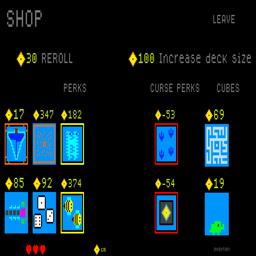 SHOP LEAVE
30 REROLL 100 Increase deck size
PERKS CURSE PERKS CUBES
17 347 182 -53 69
85 92 374 -54 19